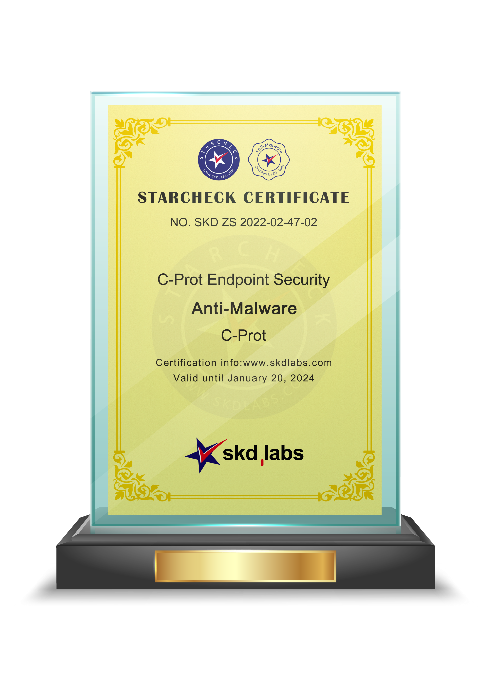 STARCHECK CERTIFICATE
NO. SKD ZS 2022-02-47-02
C-Prot Endpoint Security
Anti-Malware
C-Prot
Certification info:www.skdlabs.com
Valid until January 20, 2024
STARCHECK
skd labs